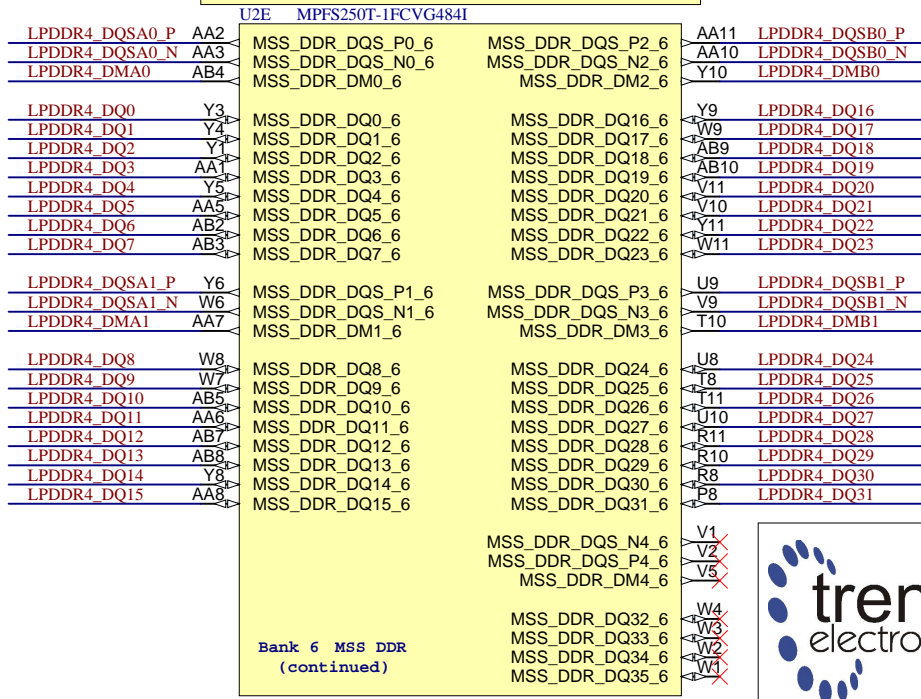 U2E MPFS250T-1FCVG484I
LPDDR4_DQSA0_P AA2 MSS_DDR_DQS_P0_6 MSS_DDR_DQS_P2_6 AA11 LPDDR4_DQSB0_P
LPDDR4_DQSA0_N AA3 MSS_DDR_DQS_N0_6 MSS_DDR_DQS_N2_6 AA10 LPDDR4_DQSB0_N
LPDDR4_DMA0 AB4 MSS_DDR_DM0_6 MSS_DDR_DM2_6 Y10 LPDDR4_DMB0
LPDDR4_DQ0 Y3 MSS_DDR_DQ0_6 MSS_DDR_DQ16_6 Y9 LPDDR4_DQ16
LPDDR4_DQ1 Y4 MSS_DDR_DQ1_6 MSS_DDR_DQ17_6 W9 LPDDR4_DQ17
LPDDR4_DQ2 Y1 MSS_DDR_DQ2_6 MSS_DDR_DQ18_6 AB9 LPDDR4_DQ18
LPDDR4_DQ3 AA1 MSS_DDR_DQ3_6 MSS_DDR_DQ19_6 AB10 LPDDR4_DQ19
LPDDR4_DQ4 Y5 MSS_DDR_DQ4_6 MSS_DDR_DQ20_6 V11 LPDDR4_DQ20
LPDDR4_DQ5 AA5 MSS_DDR_DQ5_6 MSS_DDR_DQ21_6 V10 LPDDR4_DQ21
LPDDR4_DQ6 AB2 MSS_DDR_DQ6_6 MSS_DDR_DQ22_6 Y11 LPDDR4_DQ22
LPDDR4_DQ7 AB3 MSS_DDR_DQ7_6 MSS_DDR_DQ23_6 W11 LPDDR4_DQ23
LPDDR4_DQSA1_P Y6 MSS_DDR_DQS_P1_6 MSS_DDR_DQS_P3_6 U9 LPDDR4_DQSB1_P
LPDDR4_DQSA1_N W6 MSS_DDR_DQS_N1_6 MSS_DDR_DQS_N3_6 V9 LPDDR4_DQSB1_N
LPDDR4_DMA1 AA7 MSS_DDR_DM1_6 MSS_DDR_DM3_6 T10 LPDDR4_DMB1
LPDDR4_DQ8 W8 MSS_DDR_DQ8_6 MSS_DDR_DQ24_6 U8 LPDDR4_DQ24
LPDDR4_DQ9 W7 MSS_DDR_DQ9_6 MSS_DDR_DQ25_6 T8 LPDDR4_DQ25
LPDDR4_DQ10 AB5 MSS_DDR_DQ10_6 MSS_DDR_DQ26_6 T11 LPDDR4_DQ26
LPDDR4_DQ11 AA6 MSS_DDR_DQ11_6 MSS_DDR_DQ27_6 U10 LPDDR4_DQ27
LPDDR4_DQ12 AB7 MSS_DDR_DQ12_6 MSS_DDR_DQ28_6 R11 LPDDR4_DQ28
LPDDR4_DQ13 AB8 MSS_DDR_DQ13_6 MSS_DDR_DQ29_6 R10 LPDDR4_DQ29
LPDDR4_DQ14 Y8 MSS_DDR_DQ14_6 MSS_DDR_DQ30_6 R8 LPDDR4_DQ30
LPDDR4_DQ15 AA8 MSS_DDR_DQ15_6 MSS_DDR_DQ31_6 P8 LPDDR4_DQ31
MSS_DDR_DQS_N4_6 V1
MSS_DDR_DQS_P4_6 V2
MSS_DDR_DM4_6 V5
MSS_DDR_DQ32_6 W4
MSS_DDR_DQ33_6 W3
MSS_DDR_DQ34_6 W2
MSS_DDR_DQ35_6 W1
Bank 6 MSS DDR
(continued)
tren
electro